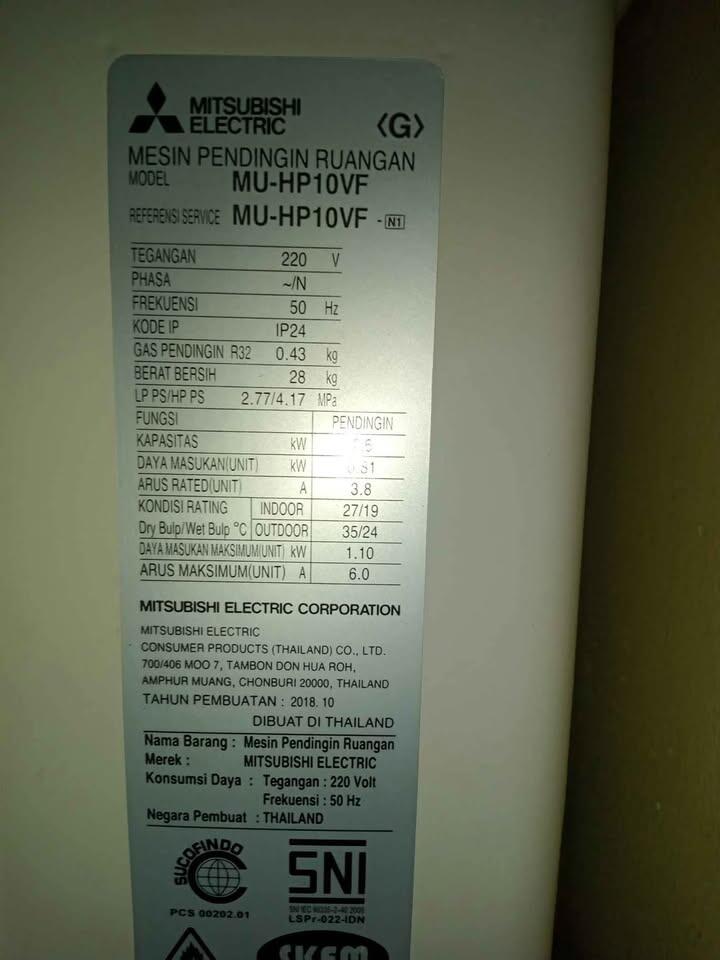 MITSUBISHI
ELECTRIC
〈G〉
MESIN PENDINGIN RUANGAN
MODEL MU-HP10VF
REFERENSI SERVICE MU-HP10VF - N1
TEGANGAN 220 V
PHASA ~/N
FREKUENSI 50 Hz
KODE IP IP24
GAS PENDINGIN R32 0.43 kg
BERAT BERSIH 28 kg
LP PS/HP PS 2.77/4.17 MPa
FUNGSI PENDINGIN
KAPASITAS kW
DAYA MASUKAN(UNIT) kW
ARUS RATED(UNIT) A 3.8
KONDISI RATING INDOOR 27/19
Dry Bulp/Wet Bulp °C OUTDOOR 35/24
DAYA MASUKAN MAKSIMUM(UNIT) kW 1.10
ARUS MAKSIMUM(UNIT) A 6.0
MITSUBISHI ELECTRIC CORPORATION
MITSUBISHI ELECTRIC
CONSUMER PRODUCTS (THAILAND) CO., LTD.
700/406 MOO 7, TAMBON DON HUA ROH,
AMPHUR MUANG, CHONBURI 20000, THAILAND
TAHUN PEMBUATAN : 2018. 10
DIBUAT DI THAILAND
Nama Barang : Mesin Pendingin Ruangan
Merek : MITSUBISHI ELECTRIC
Konsumsi Daya : Tegangan : 220 Volt
Frekuensi : 50 Hz
Negara Pembuat : THAILAND
SUCOFINDO
PCS 00202.01
SNI
SNI IEC 60335-2-40 2009
LSPr-022-IDN